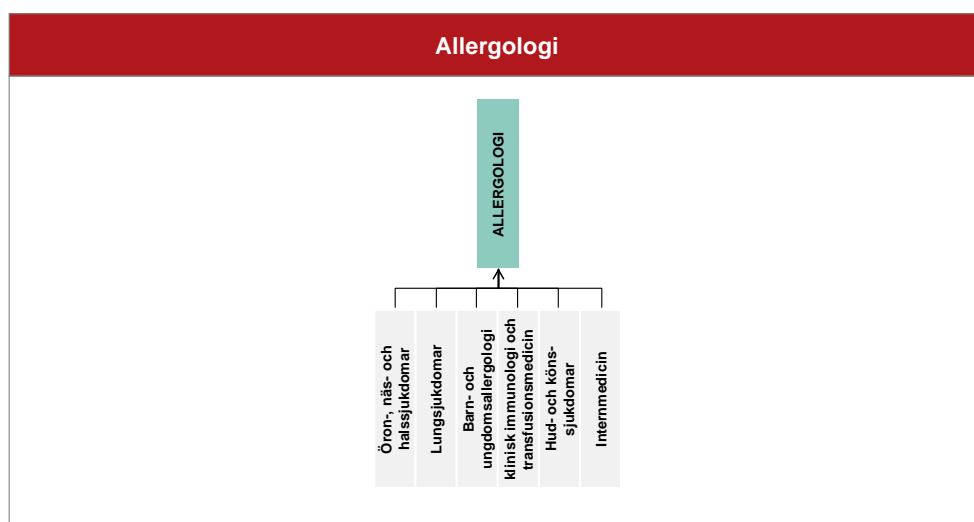 Allergologi
ALLERGOLOGI
Öron-, näs- och
halssjukdomar
Lungsjukdomar
Barn- och
ungdomsallergologi
klinisk immunologi och
transfusionsmedicin
Hud- och köns-
sjukdomar
Internmedicin